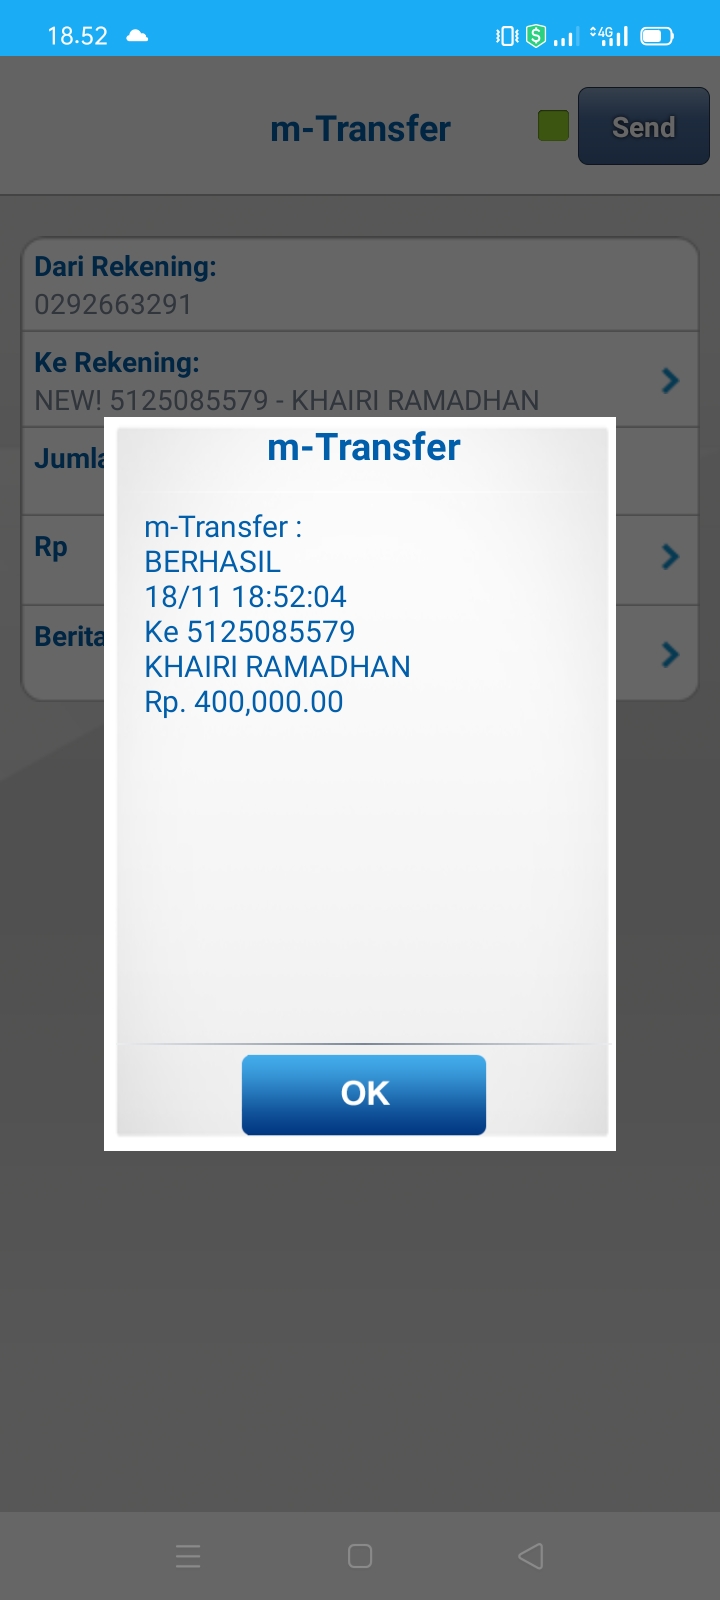 18.52
4G
m-Transfer
Send
Dari Rekening:
0292663291
Ke Rekening:
NEW! 5125085579 - KHAIRI RAMADHAN
Rp
Berita
m-Transfer
m-Transfer :
BERHASIL
18/11 18:52:04
Ke 5125085579
KHAIRI RAMADHAN
Rp. 400,000.00
OK